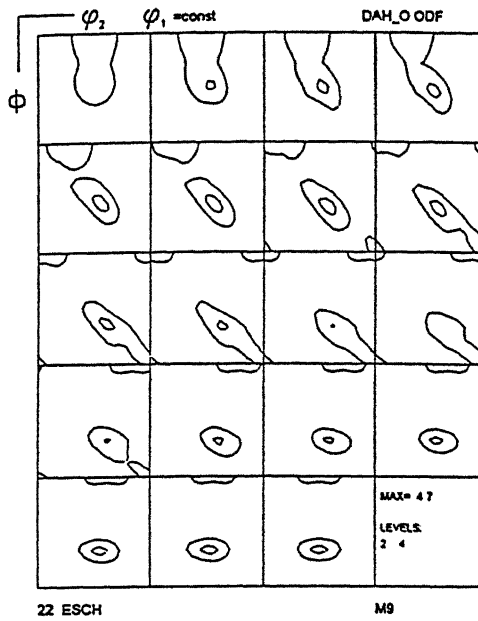 φ₂ φ₁ =const DAH_O ODF
Φ
MAX= 4 7
LEVELS:
2 4
22 ESCH M9